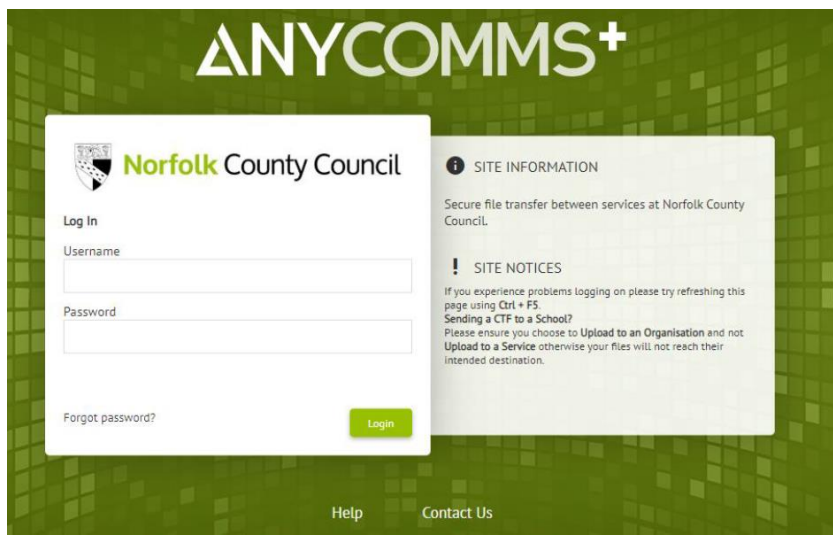 ANYCOMMS+
Norfolk County Council
Log In
Username
Password
Forgot password?
Login
SITE INFORMATION
Secure file transfer between services at Norfolk County
Council.
SITE NOTICES
If you experience problems logging on please try refreshing this
page using Ctrl + F5.
Sending a CTF to a School?
Please ensure you choose to Upload to an Organisation and not
Upload to a Service otherwise your files will not reach their
intended destination.
Help
Contact Us